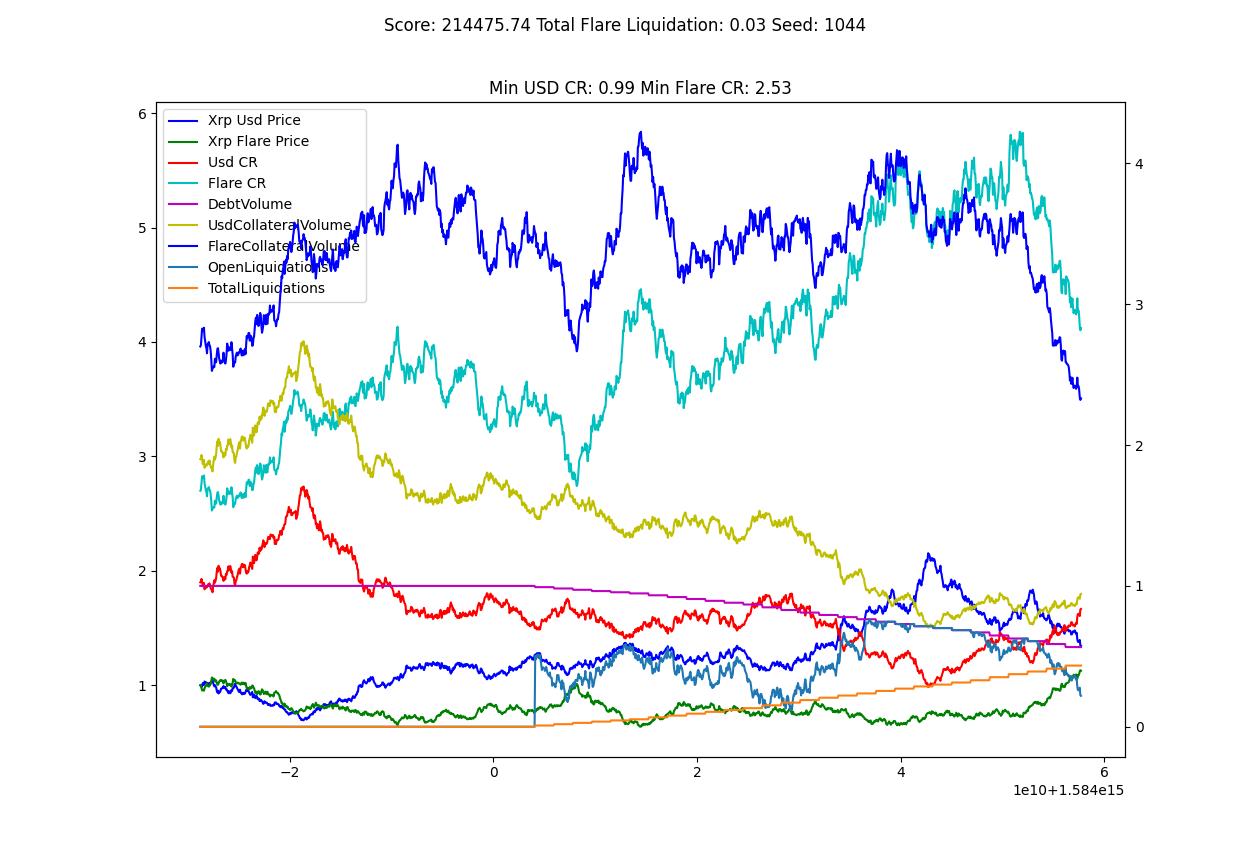 Score: 214475.74 Total Flare Liquidation: 0.03 Seed: 1044
Min USD CR: 0.99 Min Flare CR: 2.53
Xrp Usd Price
Xrp Flare Price
Usd CR
Flare CR
DebtVolume
UsdCollateralVolume
FlareCollateralVolume
OpenLiquidations
TotalLiquidations
6
5
4
3
2
1
4
3
2
1
0
−2
0
2
4
6
1e10+1.584e15